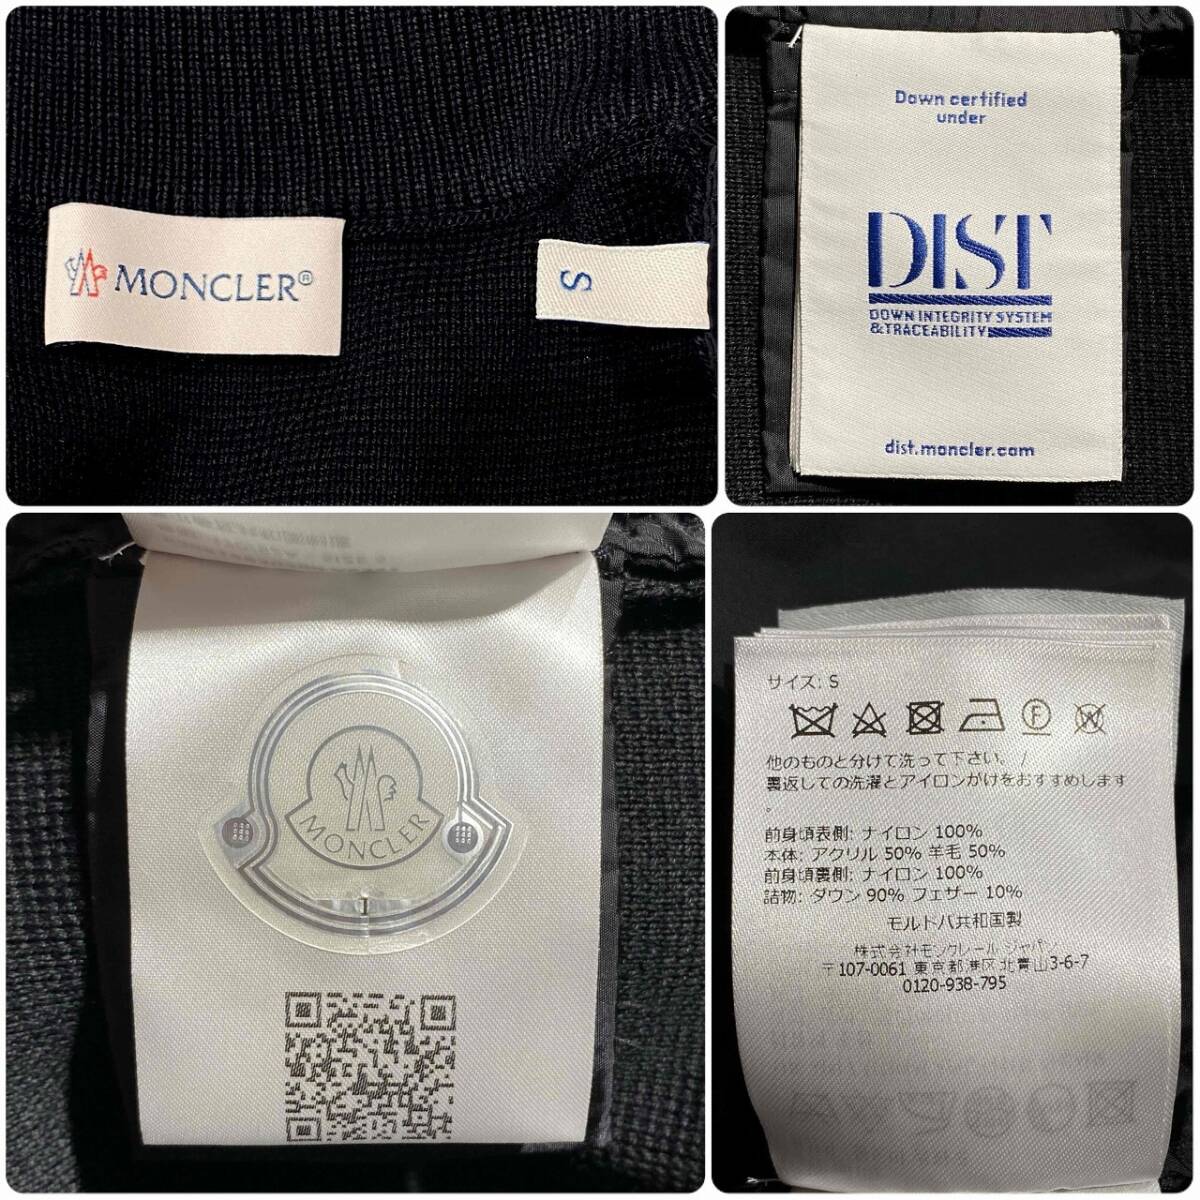 MONCLER®
S
Down certified
under
DIST
DOWN INTEGRITY SYSTEM
& TRACEABILITY
dist.moncler.com
MONCLER
サイズ: S
F
W
他のものと分けて洗って下さい。/
裏返しての洗濯とアイロンがけをおすすめします
。
前身頃表側: ナイロン 100%
本体: アクリル 50% 羊毛 50%
前身頃裏側: ナイロン 100%
詰物: ダウン 90% フェザー 10%
モルドバ共和国製
株式会社モンクレール ジャパン
〒107-0061 東京都港区北青山3-6-7
0120-938-795